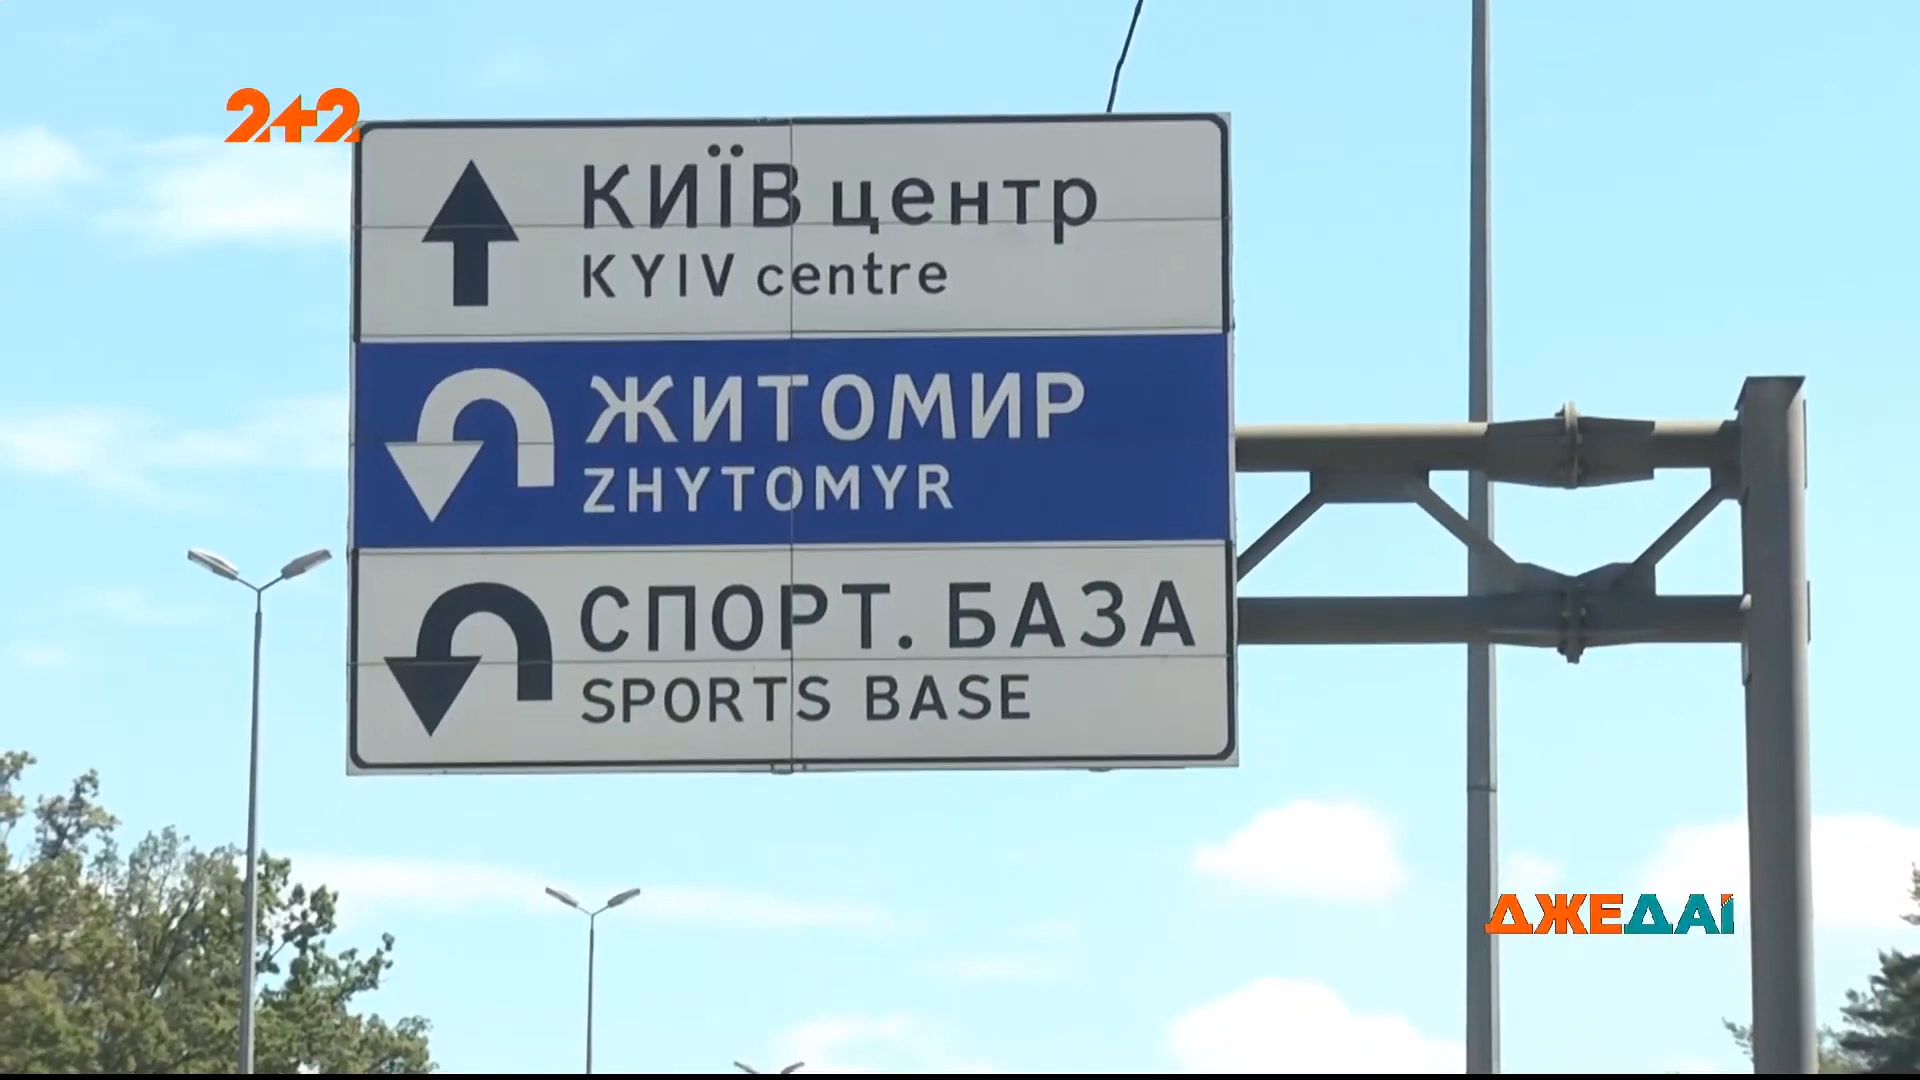 2+2
КИЇВ центр
KYIV centre
ЖИТОМИР
ZHYTOMYR
СПОРТ. БАЗА
SPORTS BASE
ДЖЕДАІ